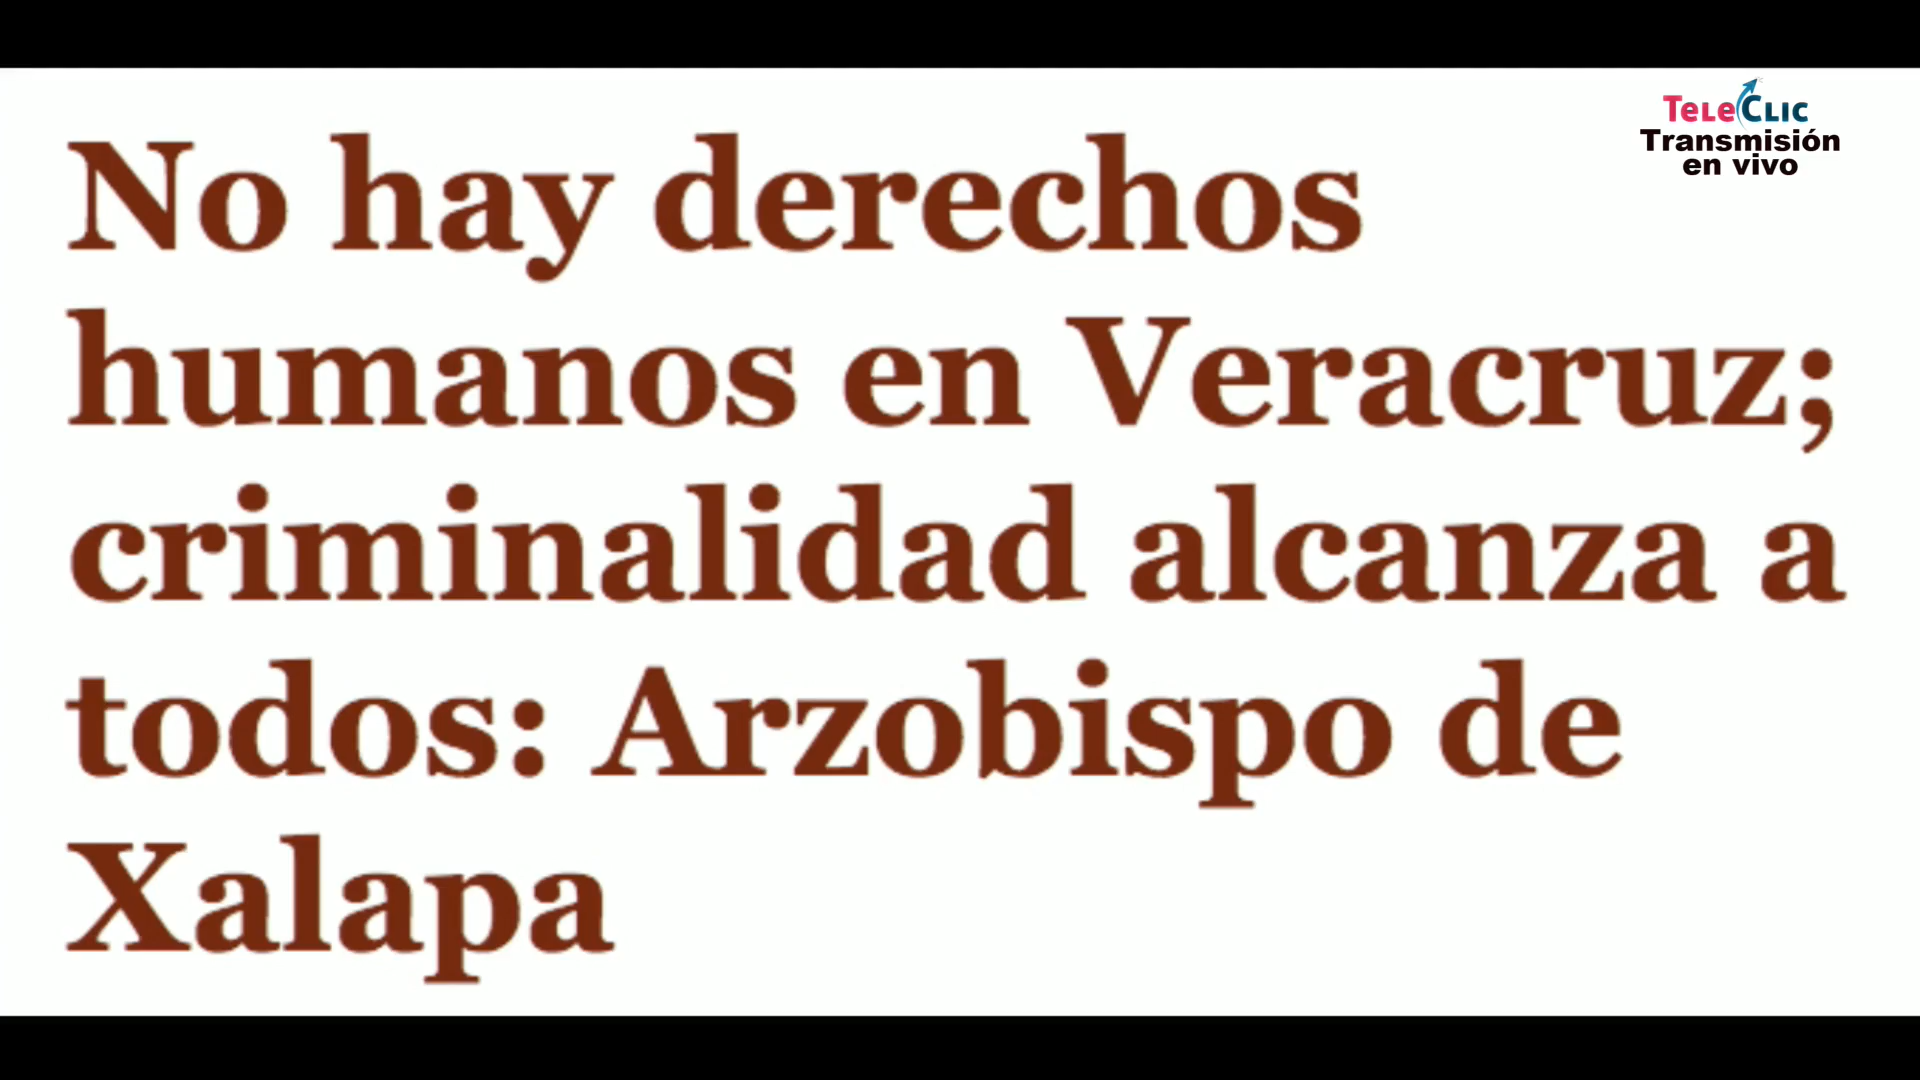 TELECLIC
Transmisión
en vivo
No hay derechos
humanos en Veracruz;
criminalidad alcanza a
todos: Arzobispo de
Xalapa